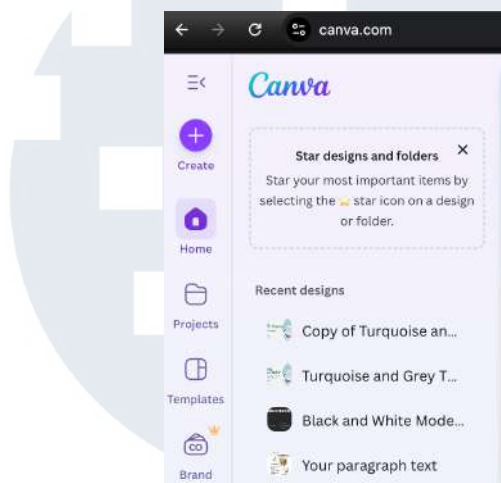 canva.com
Canva
Create
Home
Projects
Templates
Brand
Star designs and folders
Star your most important items by
selecting the ⭐ star icon on a design
or folder.
Recent designs
Copy of Turquoise an...
Turquoise and Grey T...
Black and White Mode...
Your paragraph text